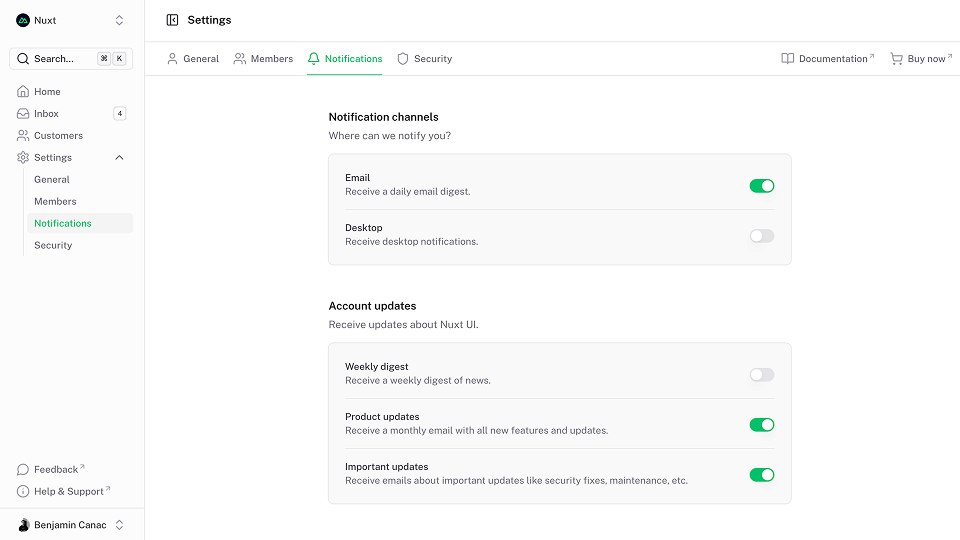 Nuxt
Search...
⌘ K
Home
Inbox 4
Customers
Settings
General
Members
Notifications
Security
Feedback
Help & Support
Benjamin Canac
Settings
General Members Notifications Security Documentation Buy now
Notification channels
Where can we notify you?
Email
Receive a daily email digest.
Desktop
Receive desktop notifications.
Account updates
Receive updates about Nuxt UI.
Weekly digest
Receive a weekly digest of news.
Product updates
Receive a monthly email with all new features and updates.
Important updates
Receive emails about important updates like security fixes, maintenance, etc.